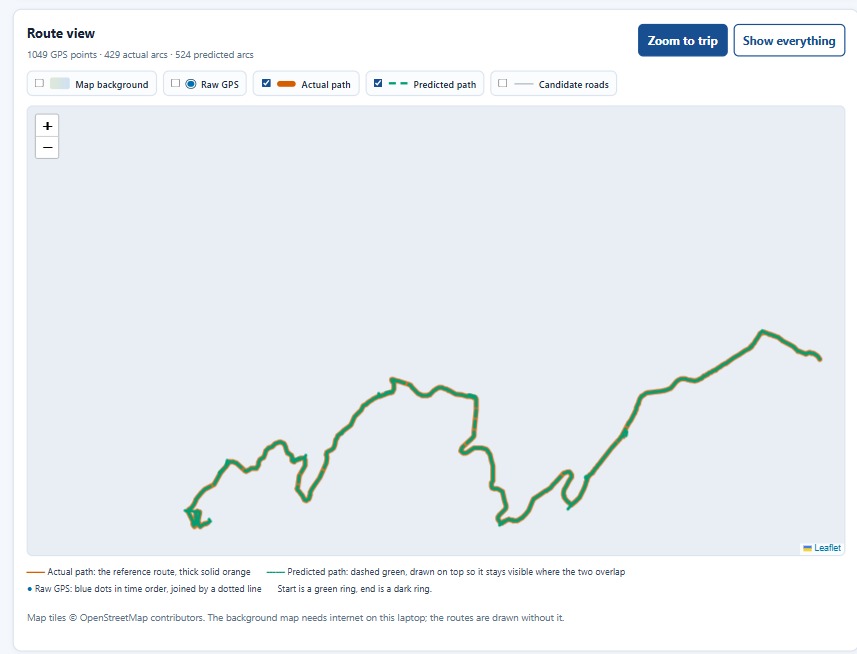 Route view
1049 GPS points · 429 actual arcs · 524 predicted arcs
Zoom to trip
Show everything
Map background
Raw GPS
Actual path
Predicted path
Candidate roads
+
−
Leaflet
Actual path: the reference route, thick solid orange
Predicted path: dashed green, drawn on top so it stays visible where the two overlap
Raw GPS: blue dots in time order, joined by a dotted line
Start is a green ring, end is a dark ring.
Map tiles © OpenStreetMap contributors. The background map needs internet on this laptop; the routes are drawn without it.